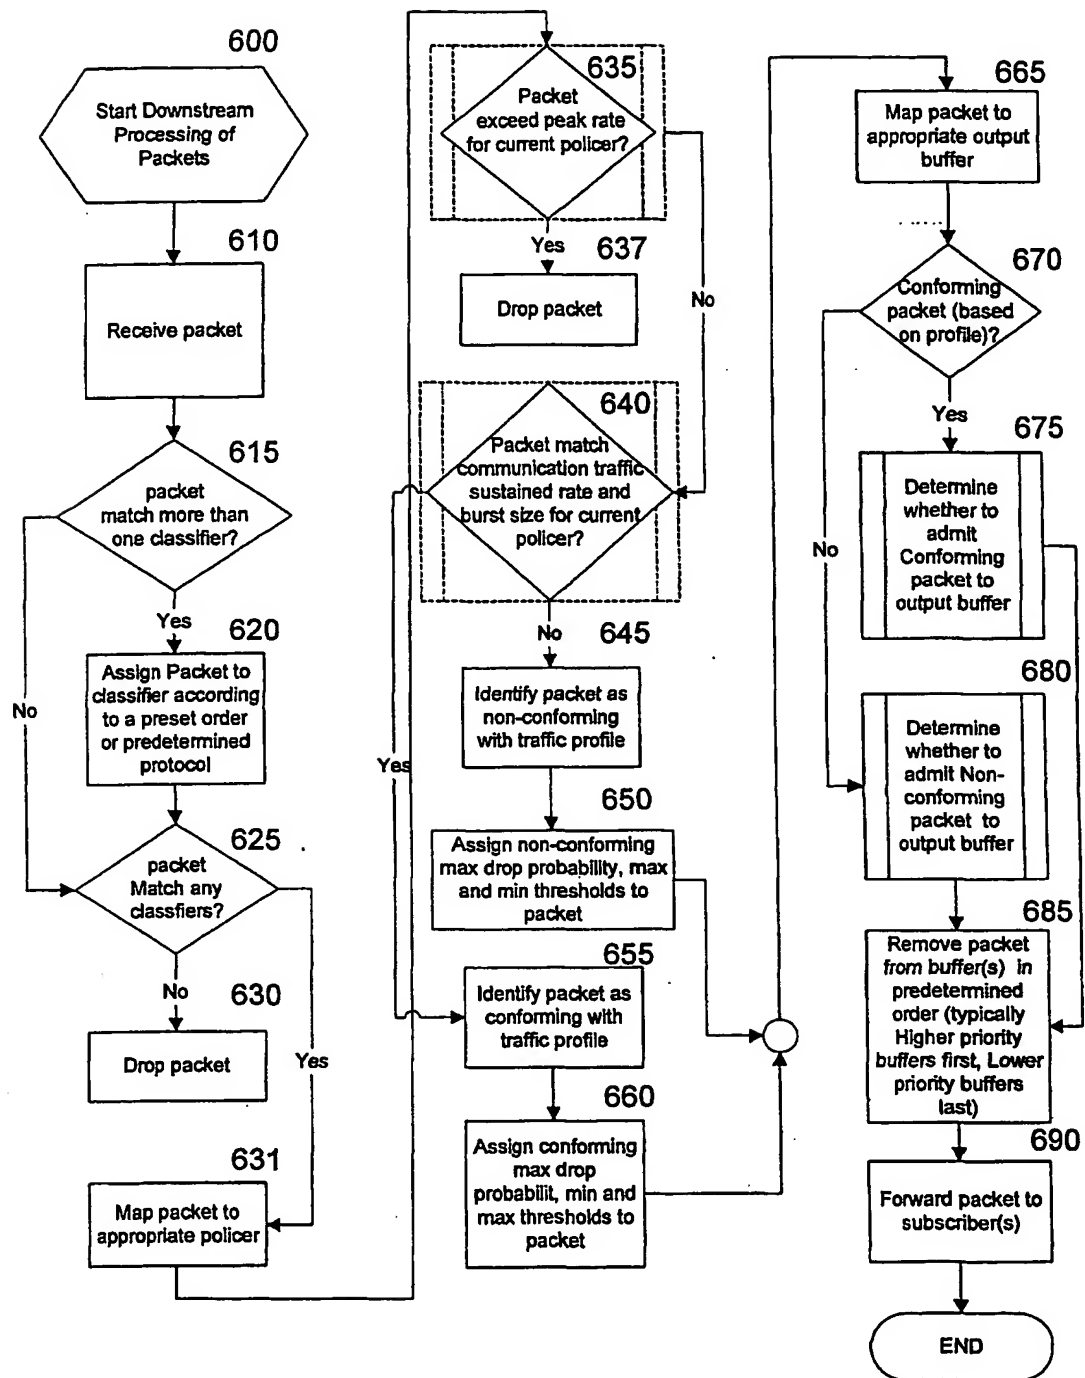 600
Start Downstream
Processing of
Packets
610
Receive packet
615
packet
match more than
one classifier?
No
Yes
620
Assign Packet to
classifier according
to a preset order
or predetermined
protocol
625
packet
Match any
classfiers?
No
Yes
630
Drop packet
631
Map packet to
appropriate policer
635
Packet
exceed peak rate
for current policer?
Yes
No
637
Drop packet
640
Packet match
communication traffic
sustained rate and
burst size for current
policer?
No
Yes
645
Identify packet as
non-conforming
with traffic profile
650
Assign non-conforming
max drop probability, max
and min thresholds to
packet
655
Identify packet as
conforming with
traffic profile
660
Assign conforming
max drop
probabilit, min and
max thresholds to
packet
665
Map packet to
appropriate output
buffer
670
Conforming
packet (based
on profile)?
Yes
No
675
Determine
whether to
admit
Conforming
packet to
output buffer
680
Determine
whether to
admit Non-
conforming
packet to
output buffer
685
Remove packet
from buffer(s) in
predetermined
order (typically
Higher priority
buffers first, Lower
priority buffers
last)
690
Forward packet to
subscriber(s)
END